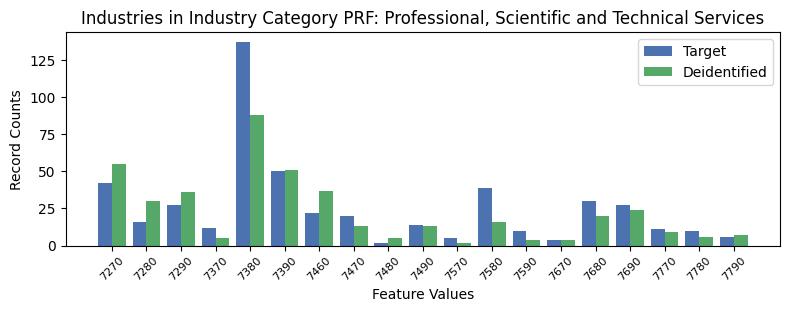 Industries in Industry Category PRF: Professional, Scientific and Technical Services
Target
Deidentified
Record Counts
125
100
75
50
25
0
7270 7280 7290 7370 7380 7390 7460 7470 7480 7490 7570 7580 7590 7670 7680 7690 7770 7780 7790
Feature Values